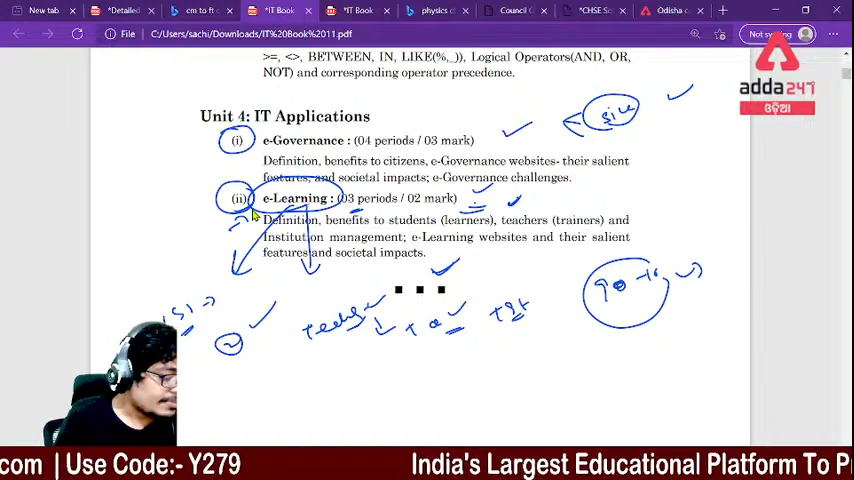 New tab
*Detailed
cm to ft c
*IT Book
*IT Book
physics cl
Council C
*CHSE So
Odisha c
File
C:/Users/sachi/Downloads/IT%20Book%2011.pdf
Not syncing
>=, <>, BETWEEN, IN, LIKE(%,_)), Logical Operators(AND, OR,
NOT) and corresponding operator precedence.
adda247
ଓଡ଼ିଆ
Unit 4: IT Applications
(i) e-Governance : (04 periods / 03 mark)
Definition, benefits to citizens, e-Governance websites- their salient
features, and societal impacts; e-Governance challenges.
(ii) e-Learning : (03 periods / 02 mark)
Definition, benefits to students (learners), teachers (trainers) and
Institution management; e-Learning websites and their salient
features and societal impacts.
com | Use Code:- Y279
India's Largest Educational Platform To P